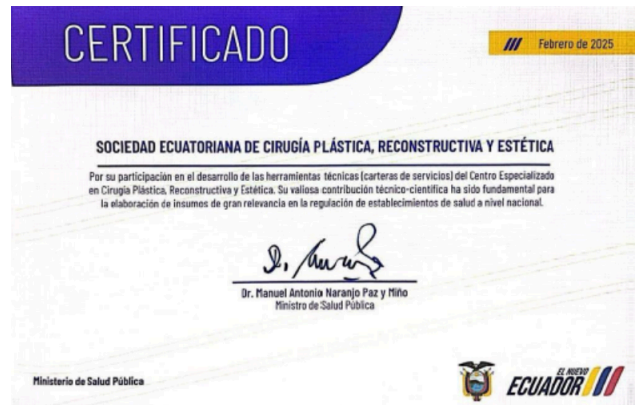 CERTIFICADO
Febrero de 2025
SOCIEDAD ECUATORIANA DE CIRUGÍA PLÁSTICA, RECONSTRUCTIVA Y ESTÉTICA
Por su participación en el desarrollo de las herramientas técnicas (carteras de servicios) del Centro Especializado
en Cirugía Plástica, Reconstructiva y Estética. Su valiosa contribución técnico-científica ha sido fundamental para
la elaboración de insumos de gran relevancia en la regulación de establecimientos de salud a nivel nacional.
Dr. Manuel Antonio Naranjo Paz y Miño
Ministro de Salud Pública
Ministerio de Salud Pública
EL NUEVO
ECUADOR